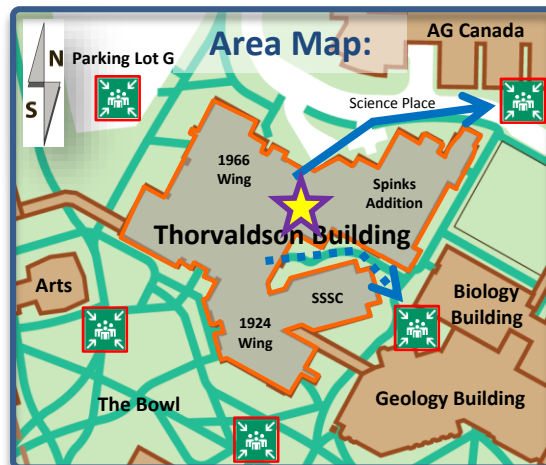 Area Map:
AG Canada
N
S
Parking Lot G
Science Place
1966
Wing
Spinks
Addition
Thorvaldson Building
Arts
SSSC
Biology
Building
1924
Wing
The Bowl
Geology Building